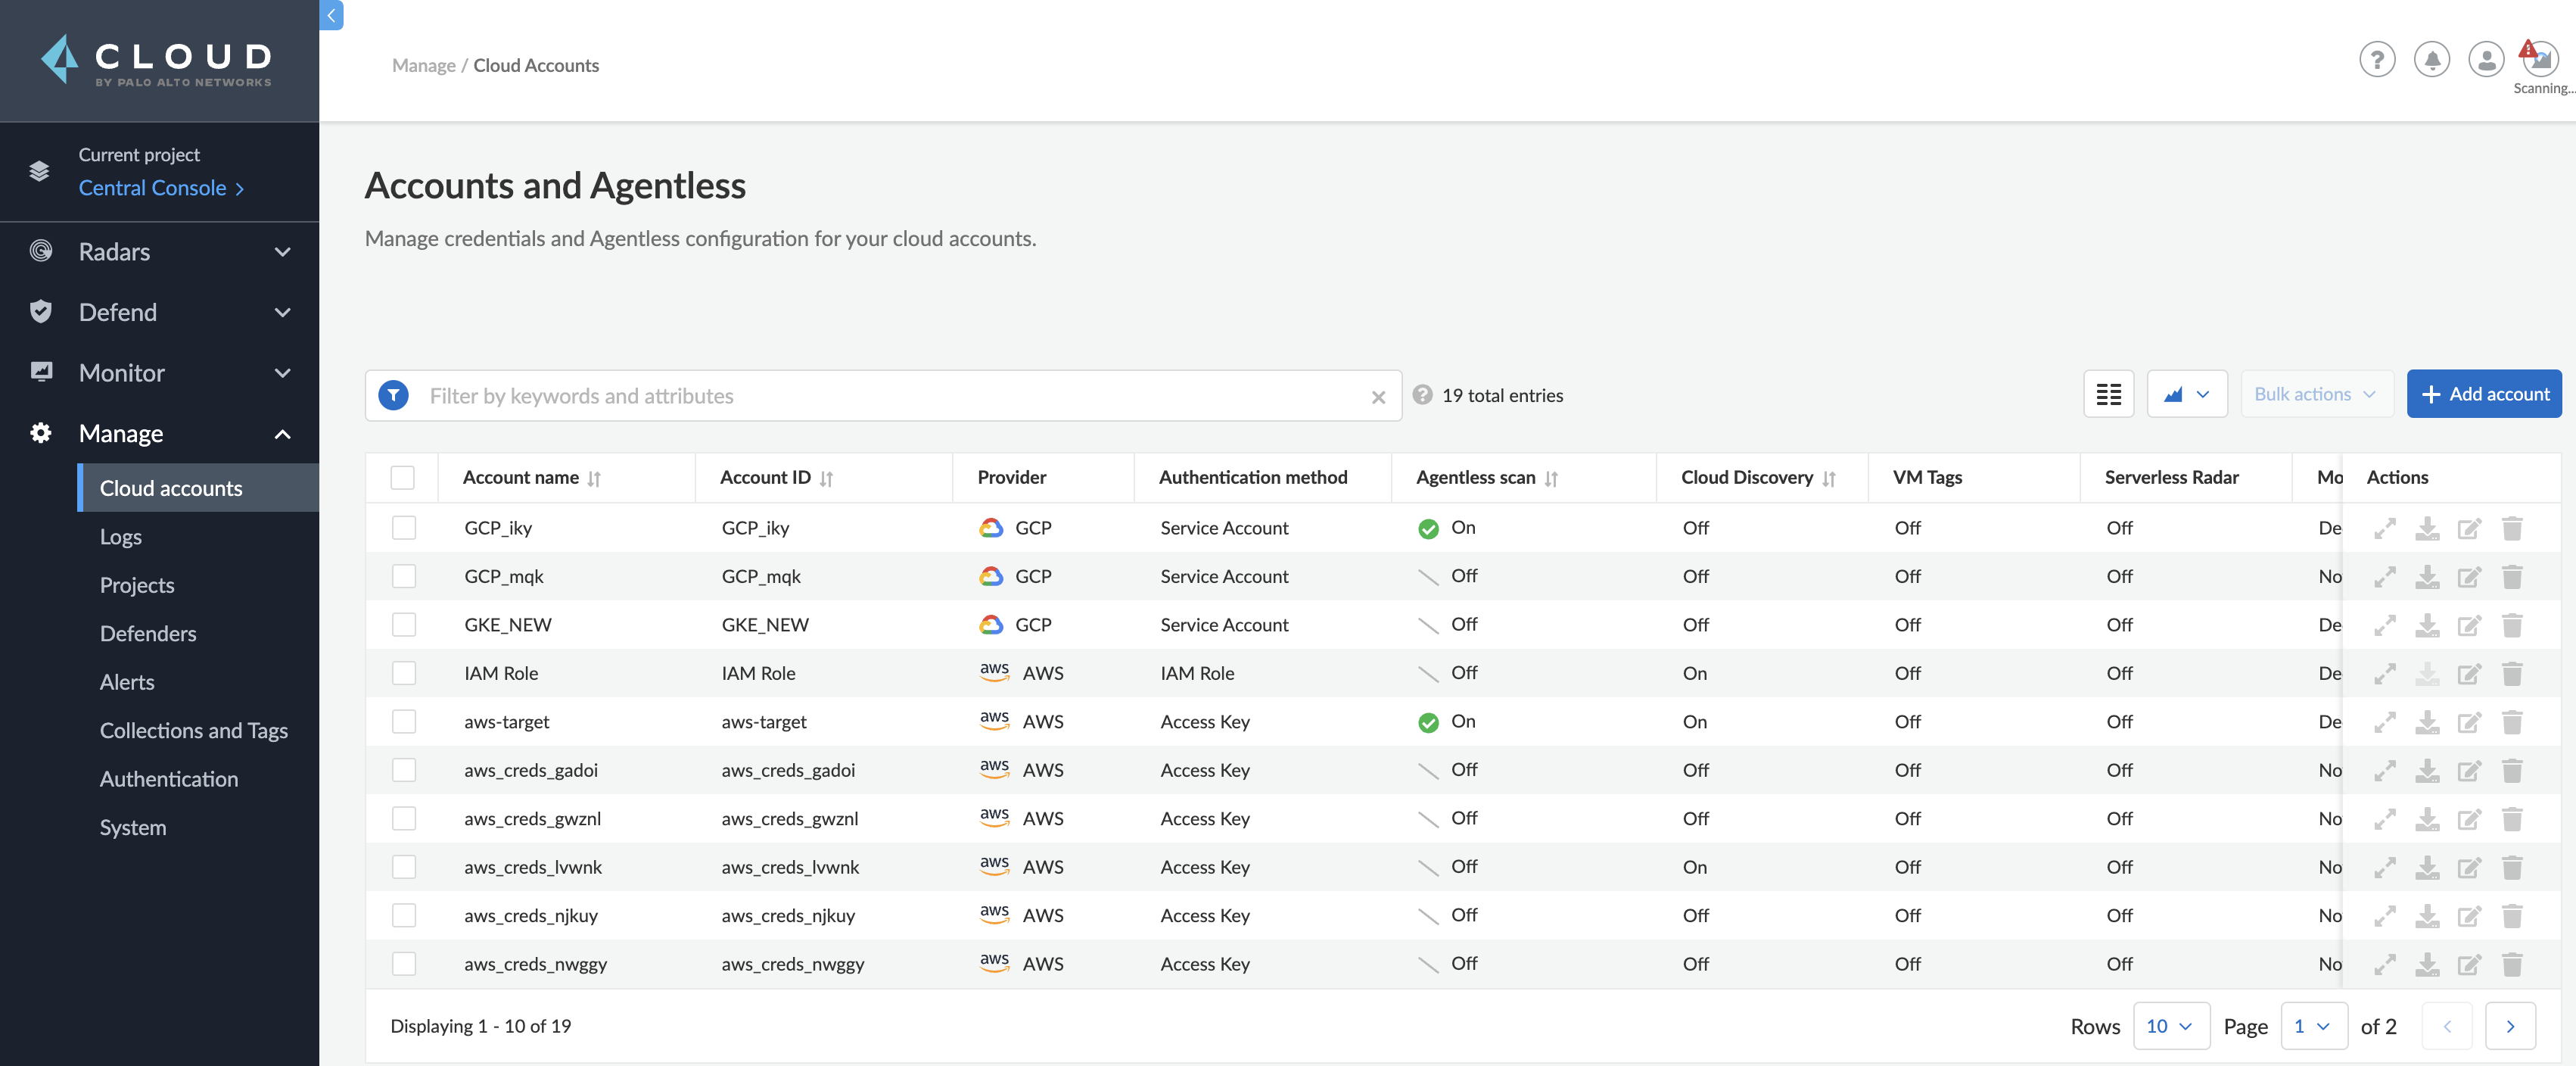 CLOUD
BY PALO ALTO NETWORKS
Current project
Central Console
Radars
Defend
Monitor
Manage
Cloud accounts
Logs
Projects
Defenders
Alerts
Collections and Tags
Authentication
System
Manage / Cloud Accounts
?
Scanning...
Accounts and Agentless
Manage credentials and Agentless configuration for your cloud accounts.
Filter by keywords and attributes
? 19 total entries
Bulk actions
+ Add account
Account name Account ID Provider Authentication method Agentless scan Cloud Discovery VM Tags Serverless Radar Mo Actions
GCP_iky GCP_iky GCP Service Account On Off Off Off De
GCP_mqk GCP_mqk GCP Service Account Off Off Off Off No
GKE_NEW GKE_NEW GCP Service Account Off Off Off Off De
IAM Role IAM Role aws AWS IAM Role Off On Off Off De
aws-target aws-target aws AWS Access Key On On Off Off De
aws_creds_gadoi aws_creds_gadoi aws AWS Access Key Off Off Off Off No
aws_creds_gwznl aws_creds_gwznl aws AWS Access Key Off Off Off Off No
aws_creds_lvwnk aws_creds_lvwnk aws AWS Access Key Off On Off Off No
aws_creds_njkuy aws_creds_njkuy aws AWS Access Key Off Off Off Off No
aws_creds_nwggy aws_creds_nwggy aws AWS Access Key Off Off Off Off No
Displaying 1 - 10 of 19
Rows 10 Page 1 of 2